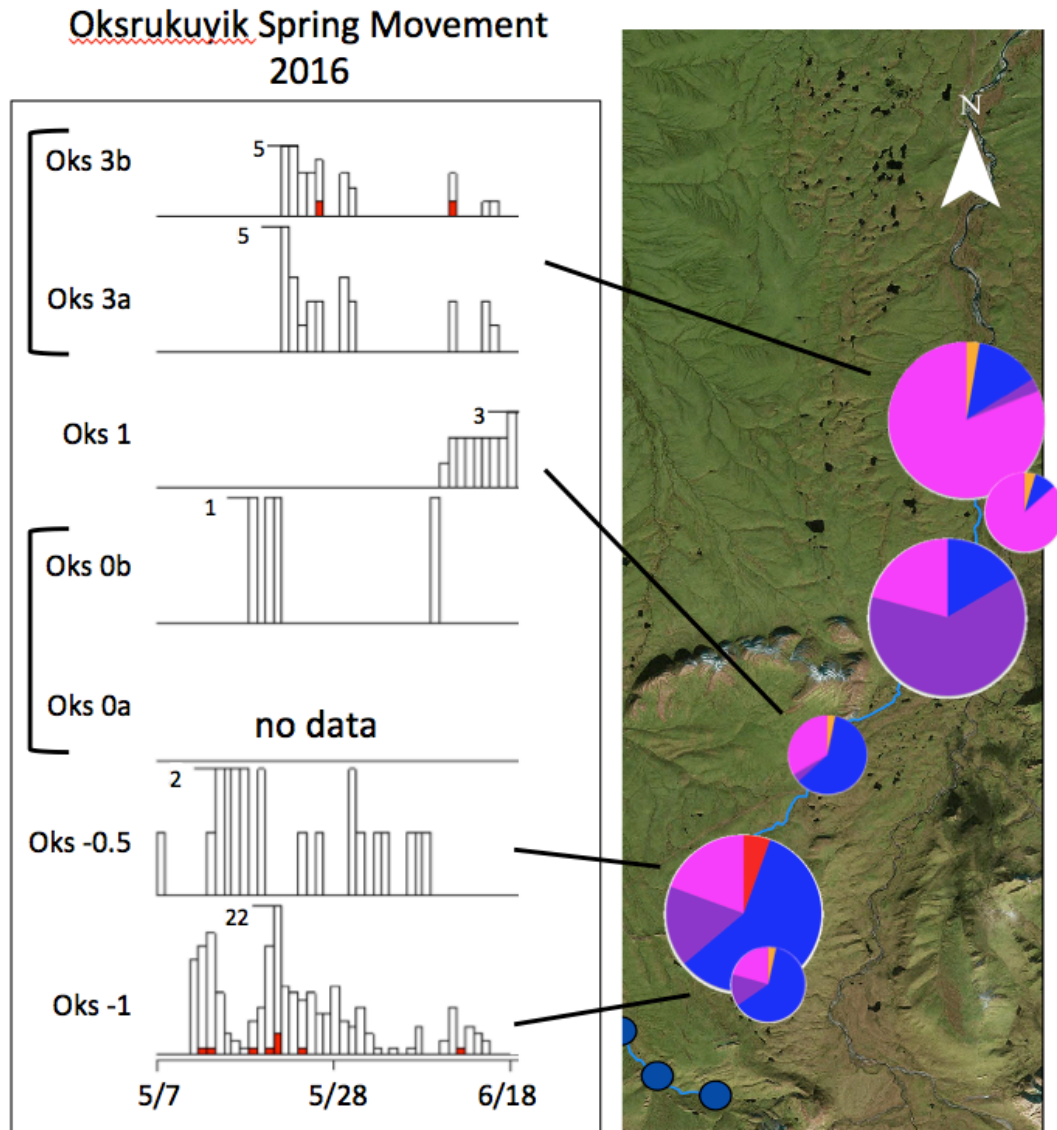 Oksrukuyik Spring Movement
2016
N
Oks 3b
5
Oks 3a
5
Oks 1
3
Oks 0b
1
Oks 0a
no data
Oks -0.5
2
Oks -1
22
5/7 5/28 6/18